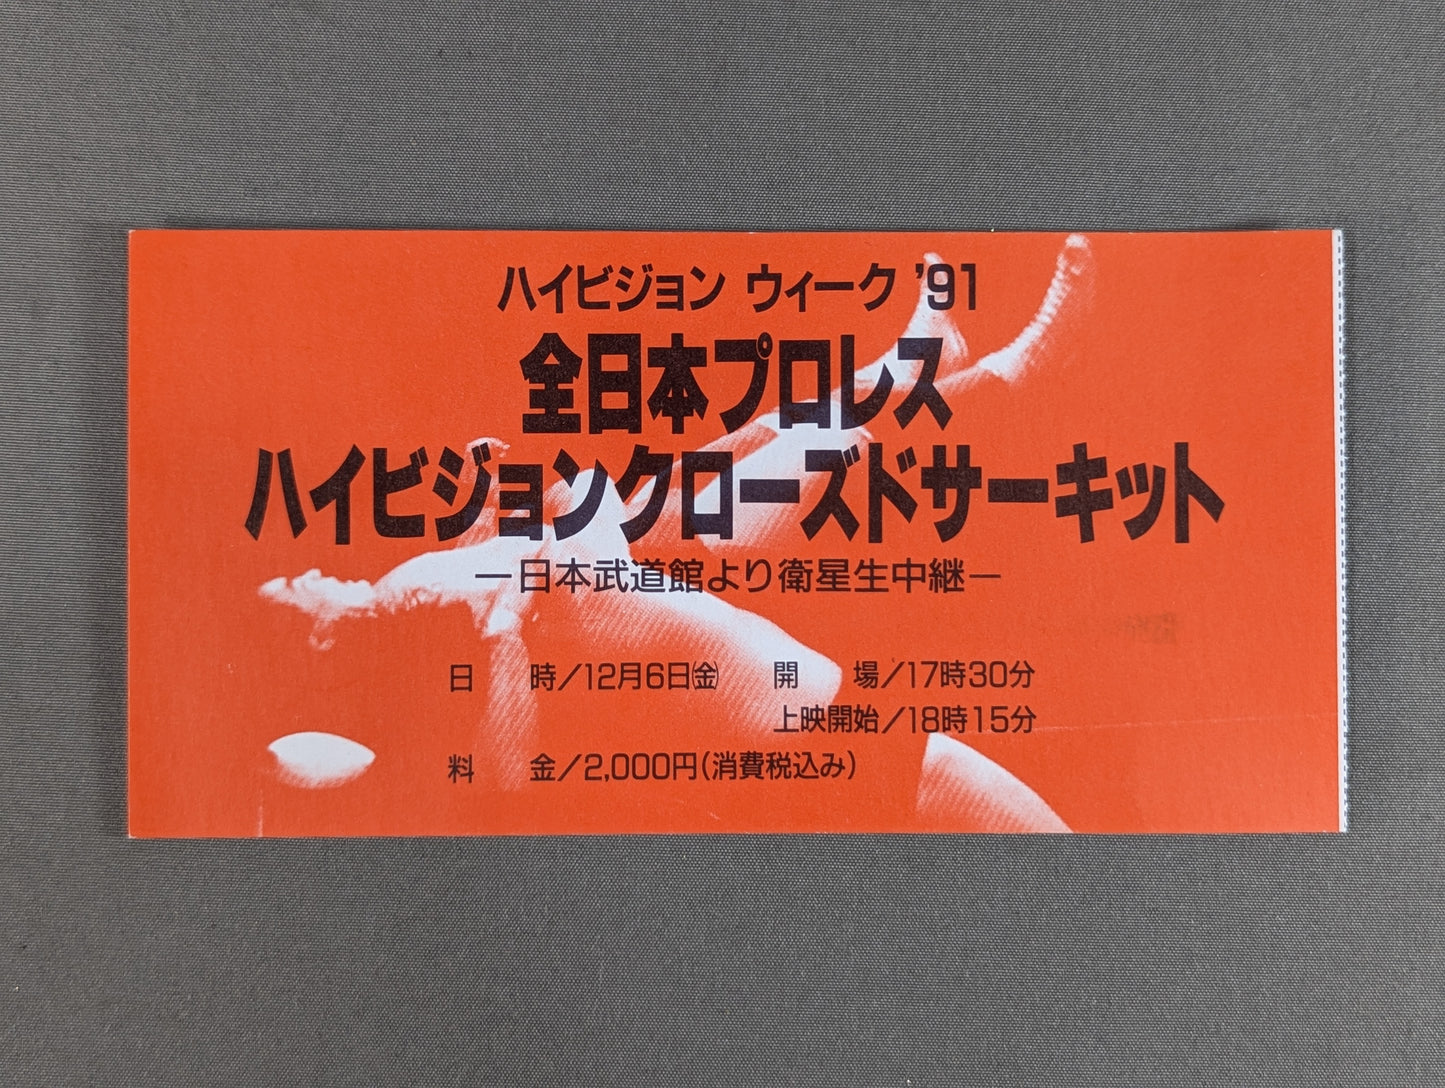 ハイビジョン ウィーク ’91
全日本プロレス
ハイビジョンクローズドサーキット
―日本武道館より衛星生中継―
日　時／12月6日㈮　開　場／17時30分
上映開始／18時15分
料　金／2,000円（消費税込み）